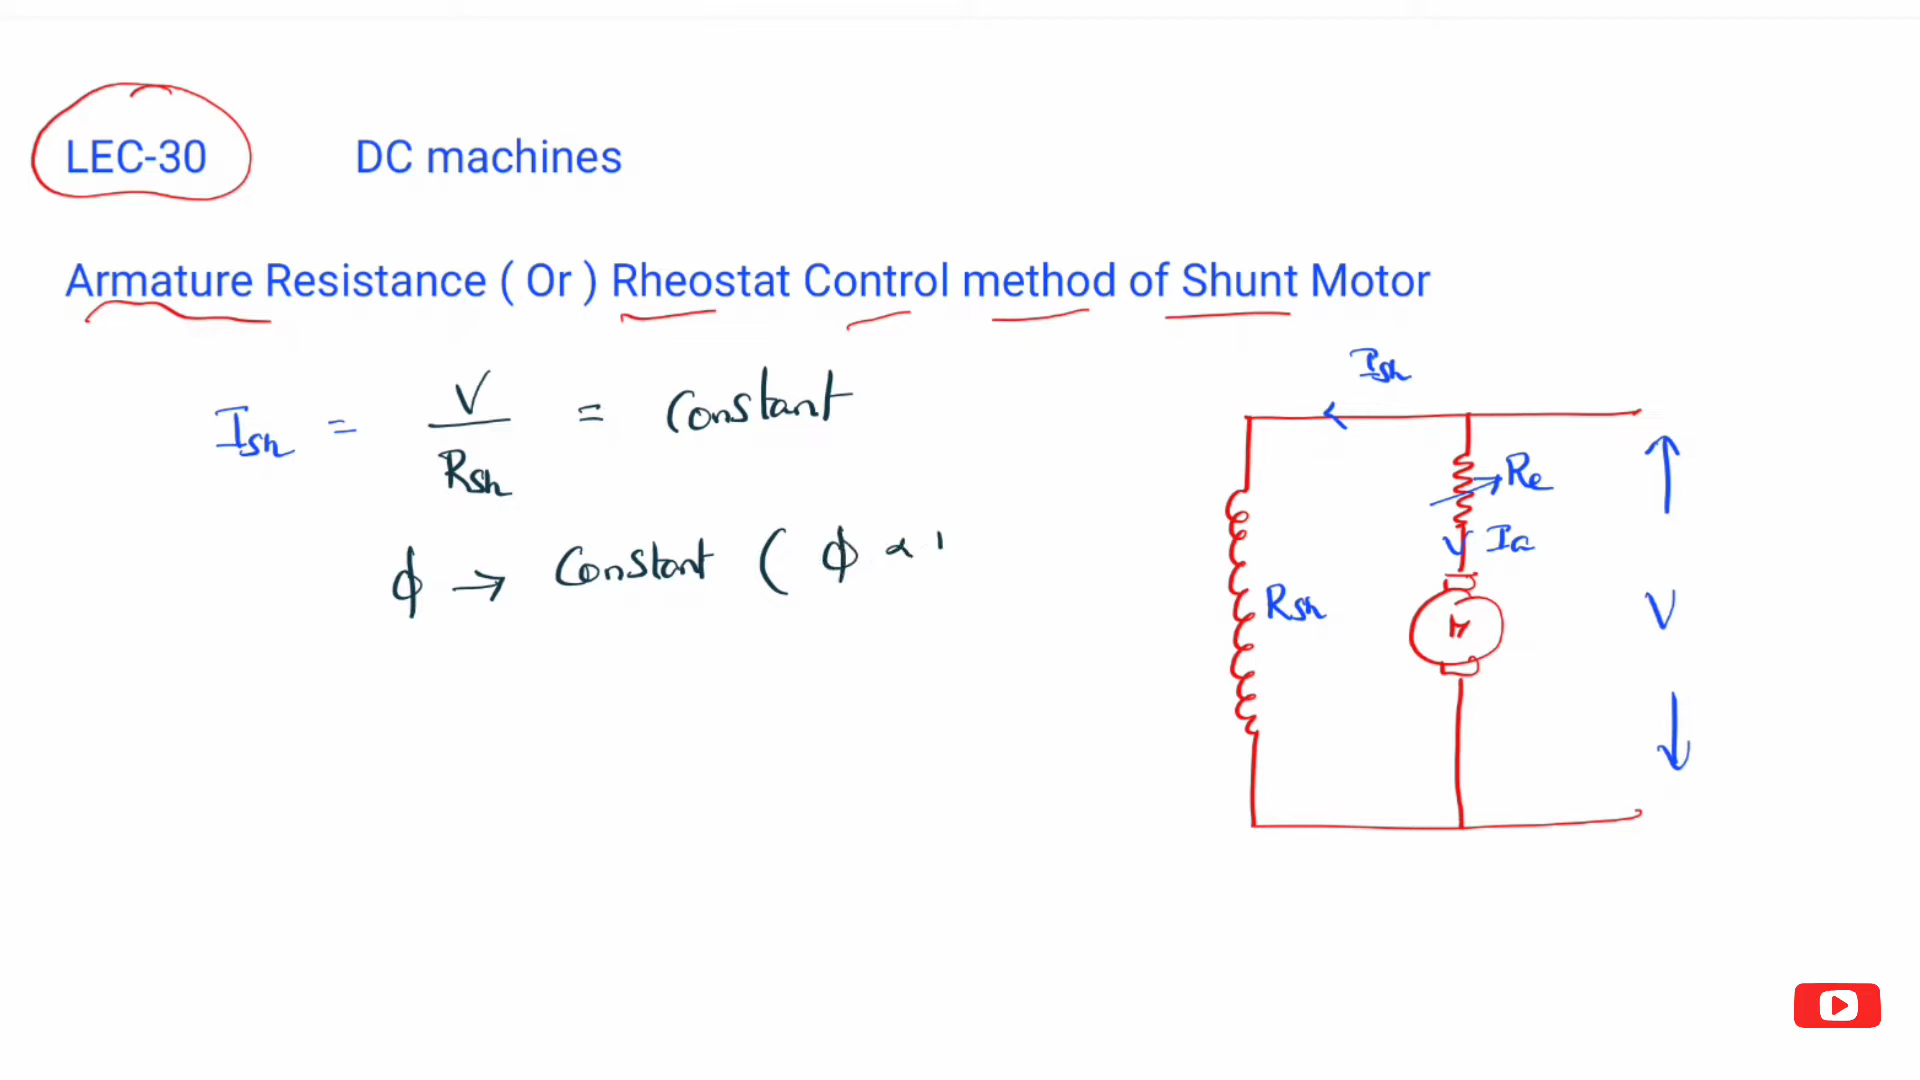 LEC-30 DC machines
Armature Resistance ( Or ) Rheostat Control method of Shunt Motor
Ish = V / Rsh = Constant
ϕ → Constant ( ϕ ∝ 
Ish
Re
Ia
Rsh
M
V